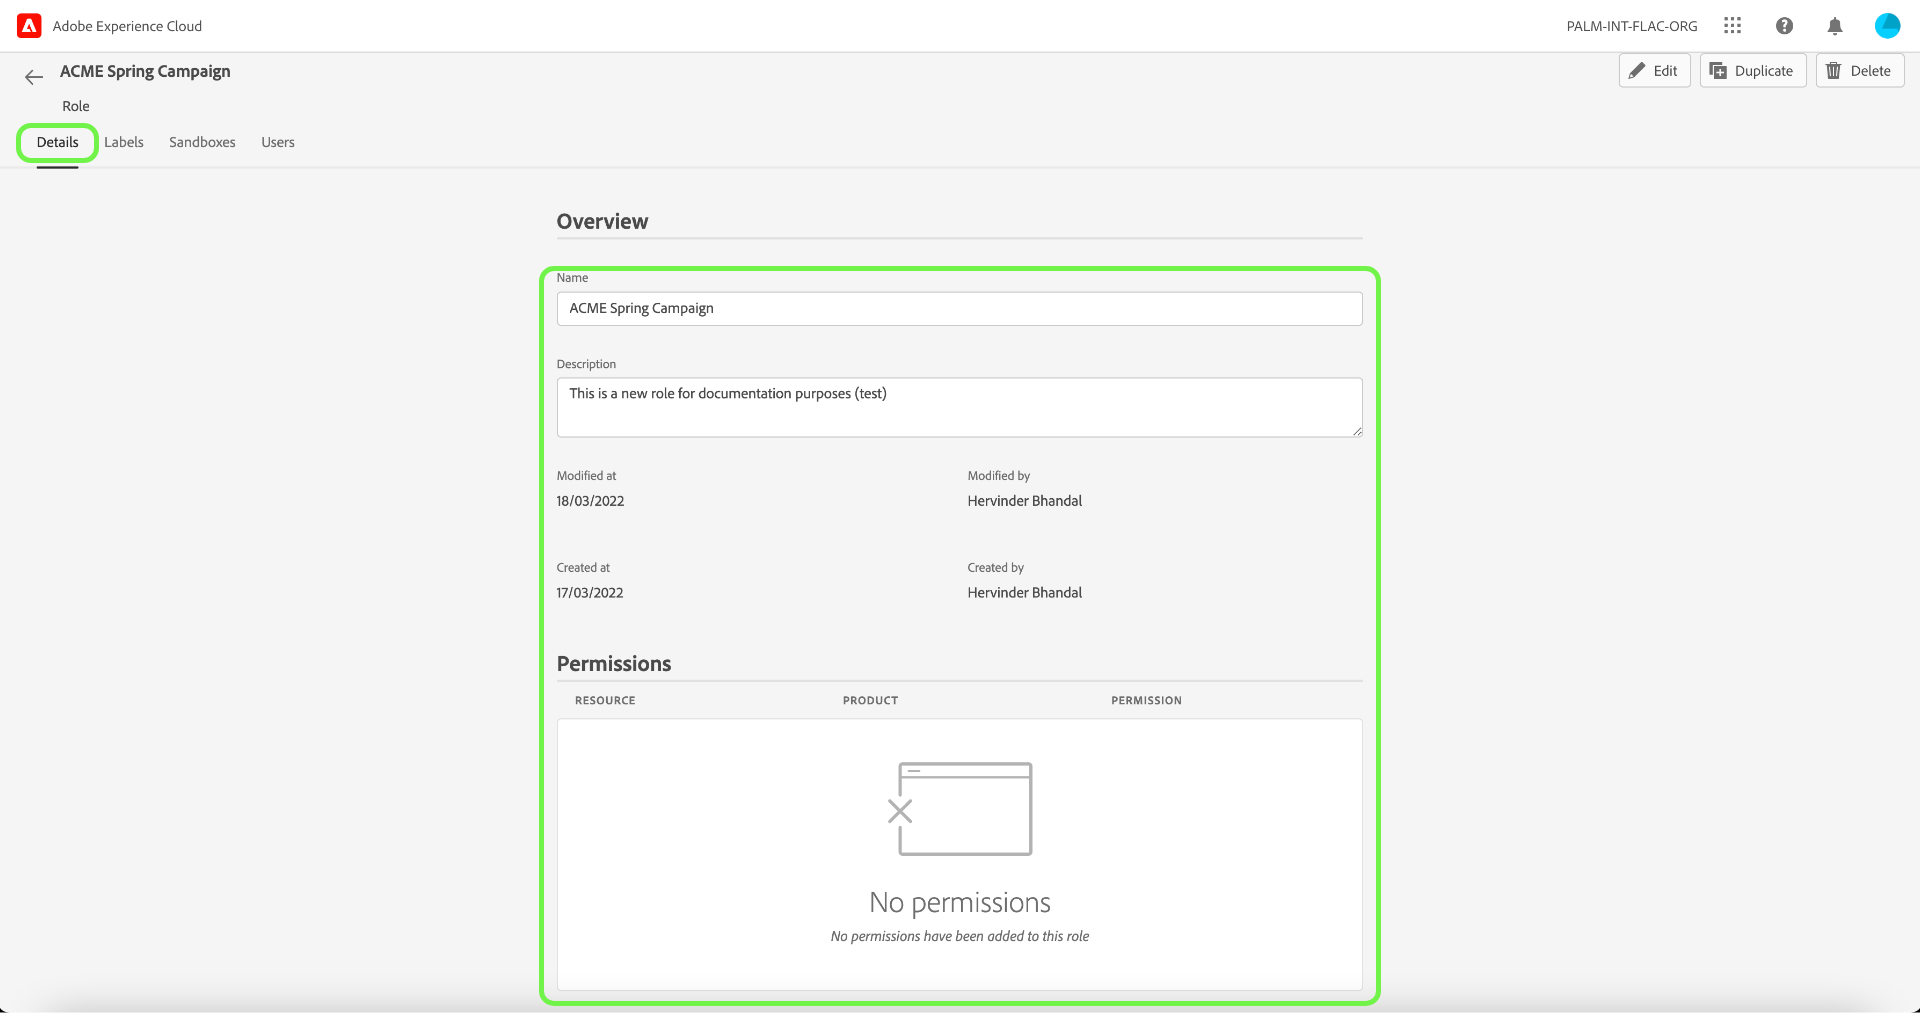 Adobe Experience Cloud
PALM-INT-FLAC-ORG
ACME Spring Campaign
Edit
Duplicate
Delete
Role
Details
Labels
Sandboxes
Users
Overview
Name
ACME Spring Campaign
Description
This is a new role for documentation purposes (test)
Modified at
Modified by
18/03/2022
Hervinder Bhandal
Created at
Created by
17/03/2022
Hervinder Bhandal
Permissions
RESOURCE
PRODUCT
PERMISSION
No permissions
No permissions have been added to this role